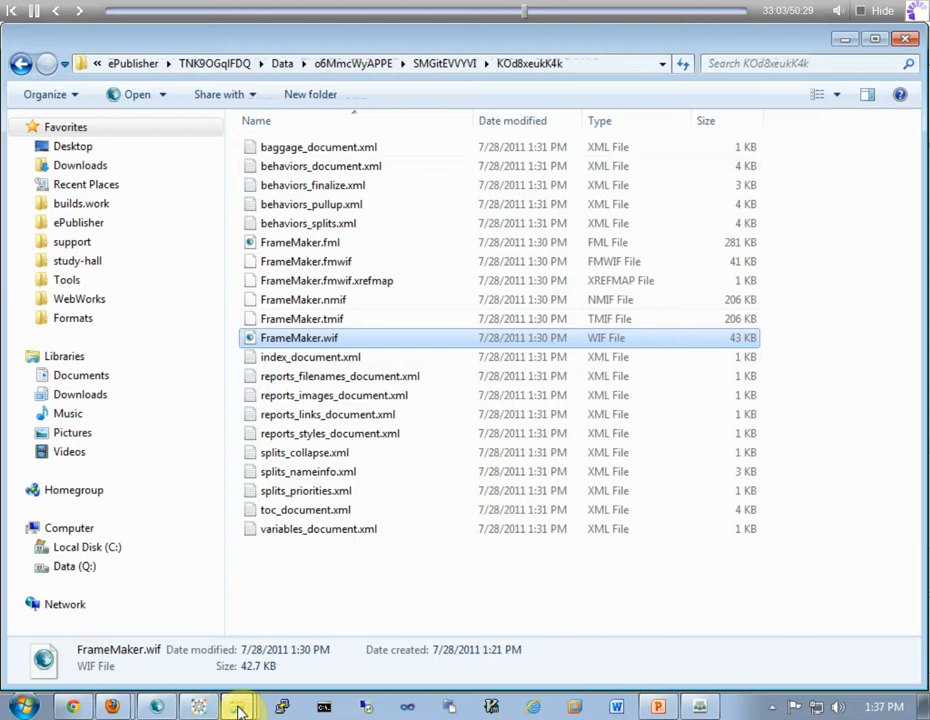 33:03/50:29 Hide
« ePublisher TNK9OGqIFDQ Data o6MmcWyAPPE SMGitEVVYVI KOd8xeukK4k Search KOd8xeukK4k
Organize Open Share with New folder
Name Date modified Type Size
Favorites
Desktop
Downloads
Recent Places
builds.work
ePublisher
support
study-hall
Tools
WebWorks
Formats
Libraries
Documents
Downloads
Music
Pictures
Videos
Homegroup
Computer
Local Disk (C:)
Data (Q:)
Network
baggage_document.xml 7/28/2011 1:31 PM XML File 1 KB
behaviors_document.xml 7/28/2011 1:31 PM XML File 4 KB
behaviors_finalize.xml 7/28/2011 1:31 PM XML File 3 KB
behaviors_pullup.xml 7/28/2011 1:31 PM XML File 4 KB
behaviors_splits.xml 7/28/2011 1:31 PM XML File 4 KB
FrameMaker.fml 7/28/2011 1:30 PM FML File 281 KB
FrameMaker.fmwif 7/28/2011 1:30 PM FMWIF File 41 KB
FrameMaker.fmwif.xrefmap 7/28/2011 1:30 PM XREFMAP File 1 KB
FrameMaker.nmif 7/28/2011 1:30 PM NMIF File 206 KB
FrameMaker.tmif 7/28/2011 1:30 PM TMIF File 206 KB
FrameMaker.wif 7/28/2011 1:30 PM WIF File 43 KB
index_document.xml 7/28/2011 1:31 PM XML File 1 KB
reports_filenames_document.xml 7/28/2011 1:31 PM XML File 1 KB
reports_images_document.xml 7/28/2011 1:31 PM XML File 1 KB
reports_links_document.xml 7/28/2011 1:31 PM XML File 1 KB
reports_styles_document.xml 7/28/2011 1:31 PM XML File 1 KB
splits_collapse.xml 7/28/2011 1:31 PM XML File 1 KB
splits_nameinfo.xml 7/28/2011 1:31 PM XML File 3 KB
splits_priorities.xml 7/28/2011 1:31 PM XML File 1 KB
toc_document.xml 7/28/2011 1:31 PM XML File 4 KB
variables_document.xml 7/28/2011 1:31 PM XML File 1 KB
FrameMaker.wif Date modified: 7/28/2011 1:30 PM Date created: 7/28/2011 1:21 PM
WIF File Size: 42.7 KB
1:37 PM